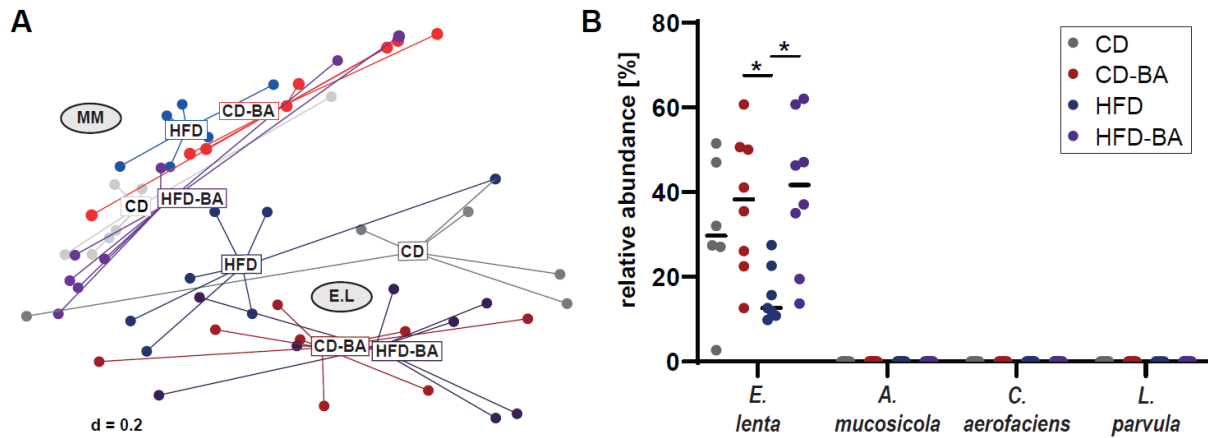 A
MM
CD-BA
HFD
HFD-BA
CD
CD
HFD
E.L
CD-BA
HFD-BA
d = 0.2
B
relative abundance [%]
80
60
40
20
0
*
*
CD
CD-BA
HFD
HFD-BA
E.
lenta
A.
mucosicola
C.
aerofaciens
L.
parvula